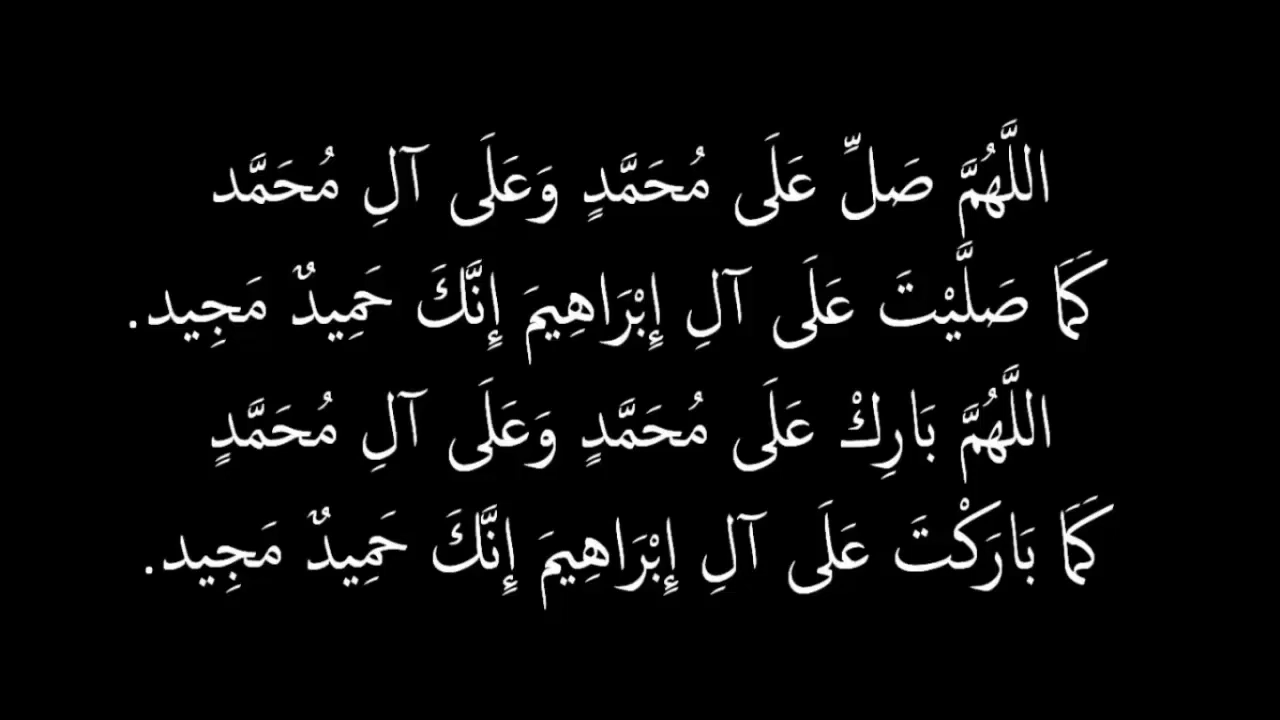 اللَّهُمَّ صَلِّ عَلَى مُحَمَّدٍ وَعَلَى آلِ مُحَمَّد
كَمَا صَلَّيْتَ عَلَى آلِ إِبْرَاهِيمَ إِنَّكَ حَمِيدٌ مَجِيد.
اللَّهُمَّ بَارِكْ عَلَى مُحَمَّدٍ وَعَلَى آلِ مُحَمَّدٍ
كَمَا بَارَكْتَ عَلَى آلِ إِبْرَاهِيمَ إِنَّكَ حَمِيدٌ مَجِيد.